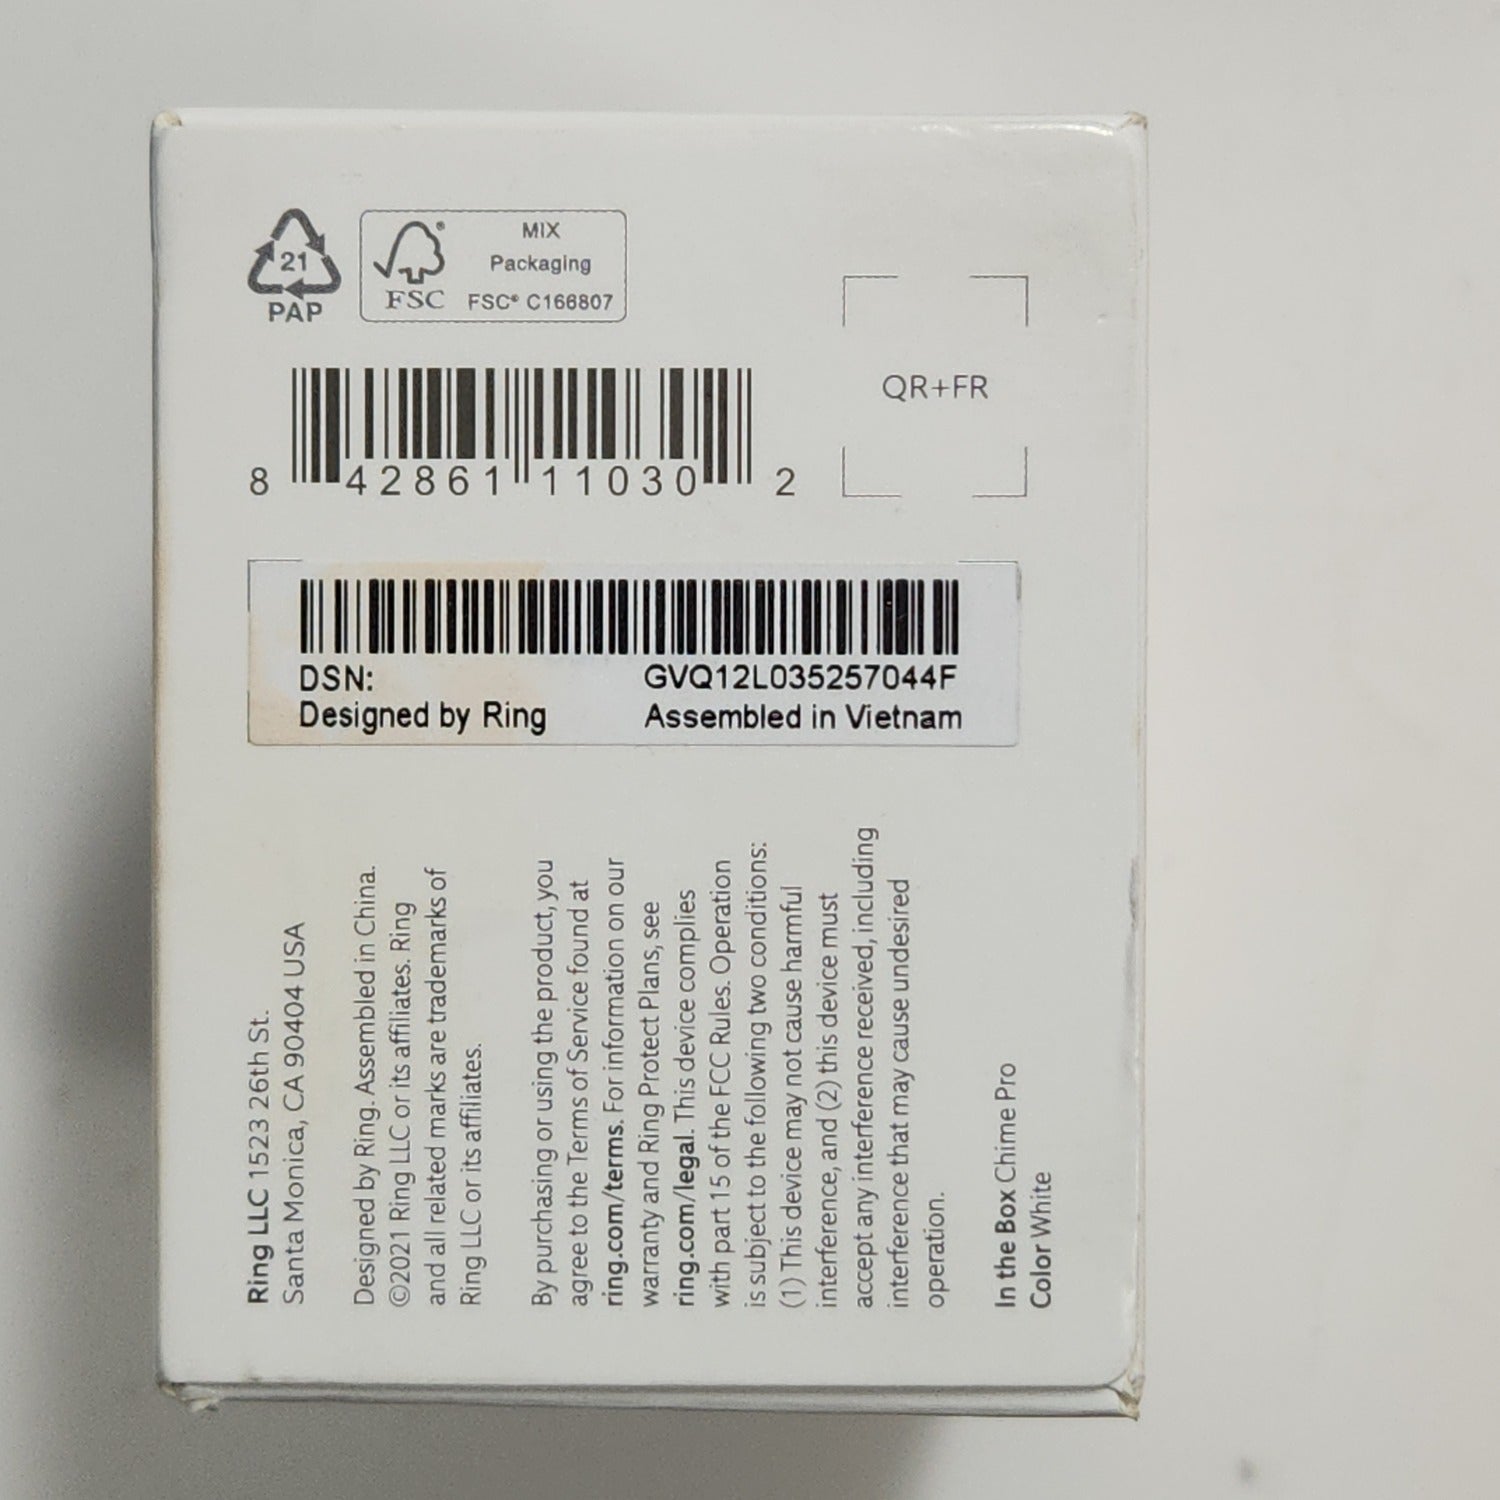 21
PAP
FSC
MIX
Packaging
FSC® C166807
QR+FR
8 42861 11030 2
DSN: GVQ12L035257044F
Designed by Ring Assembled in Vietnam
Ring LLC 1523 26th St.
Santa Monica, CA 90404 USA
Designed by Ring. Assembled in China.
©2021 Ring LLC or its affiliates. Ring
and all related marks are trademarks of
Ring LLC or its affiliates.
By purchasing or using the product, you
agree to the Terms of Service found at
ring.com/terms. For information on our
warranty and Ring Protect Plans, see
ring.com/legal. This device complies
with part 15 of the FCC Rules. Operation
is subject to the following two conditions:
(1) This device may not cause harmful
interference, and (2) this device must
accept any interference received, including
interference that may cause undesired
operation.
In the Box Chime Pro
Color White